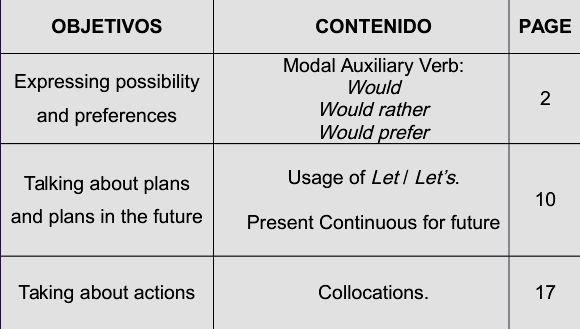 OBJETIVOS CONTENIDO PAGE
Expressing possibility
and preferences
Modal Auxiliary Verb:
Would
Would rather
Would prefer
2
Talking about plans
and plans in the future
Usage of Let / Let's.
Present Continuous for future
10
Taking about actions
Collocations.
17